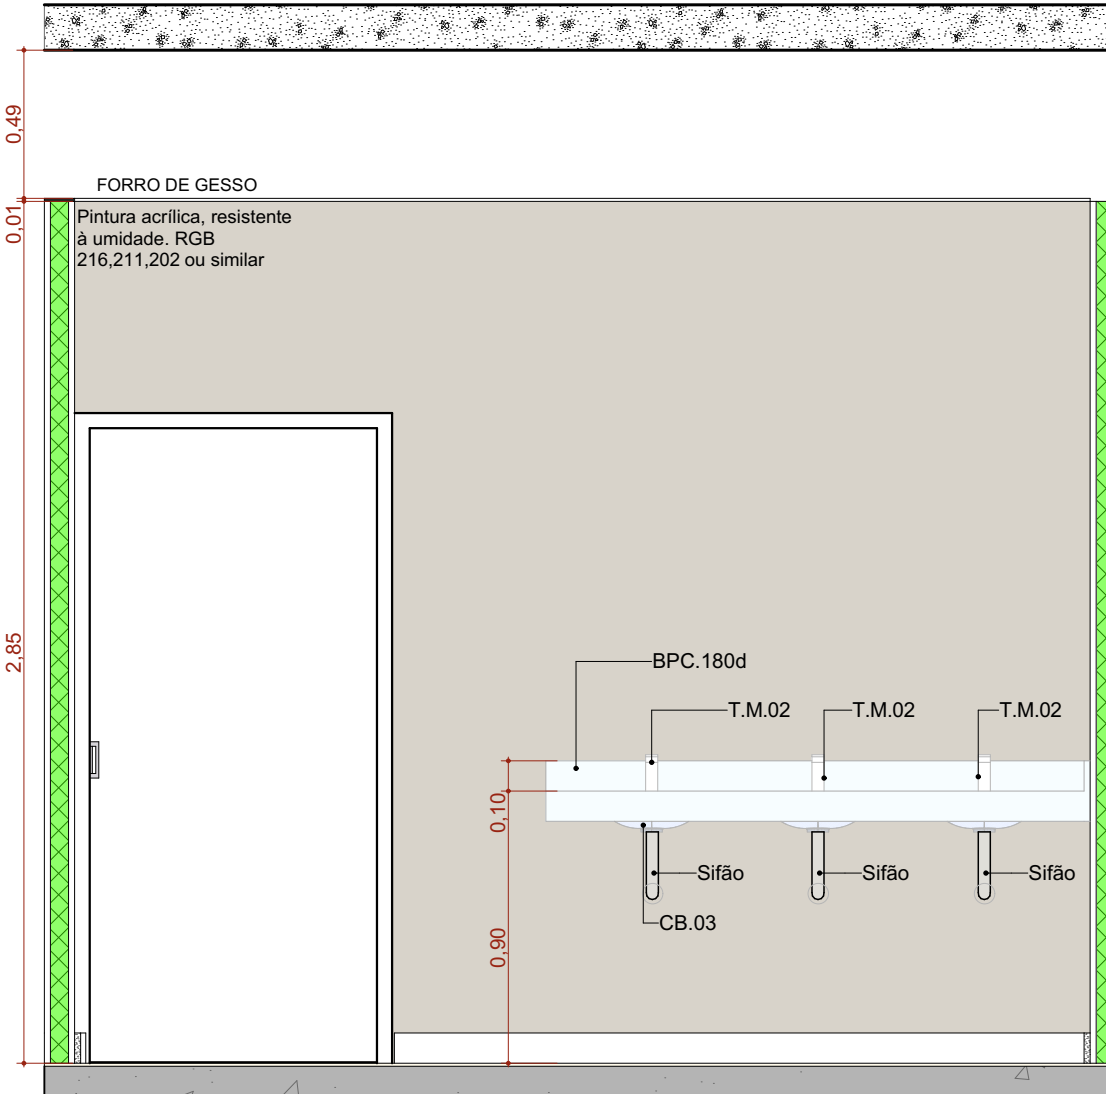 0,49
FORRO DE GESSO
0,01
Pintura acrílica, resistente
à umidade. RGB
216,211,202 ou similar
2,85
BPC.180d
T.M.02
T.M.02
T.M.02
0,10
Sifão
Sifão
Sifão
CB.03
0,90